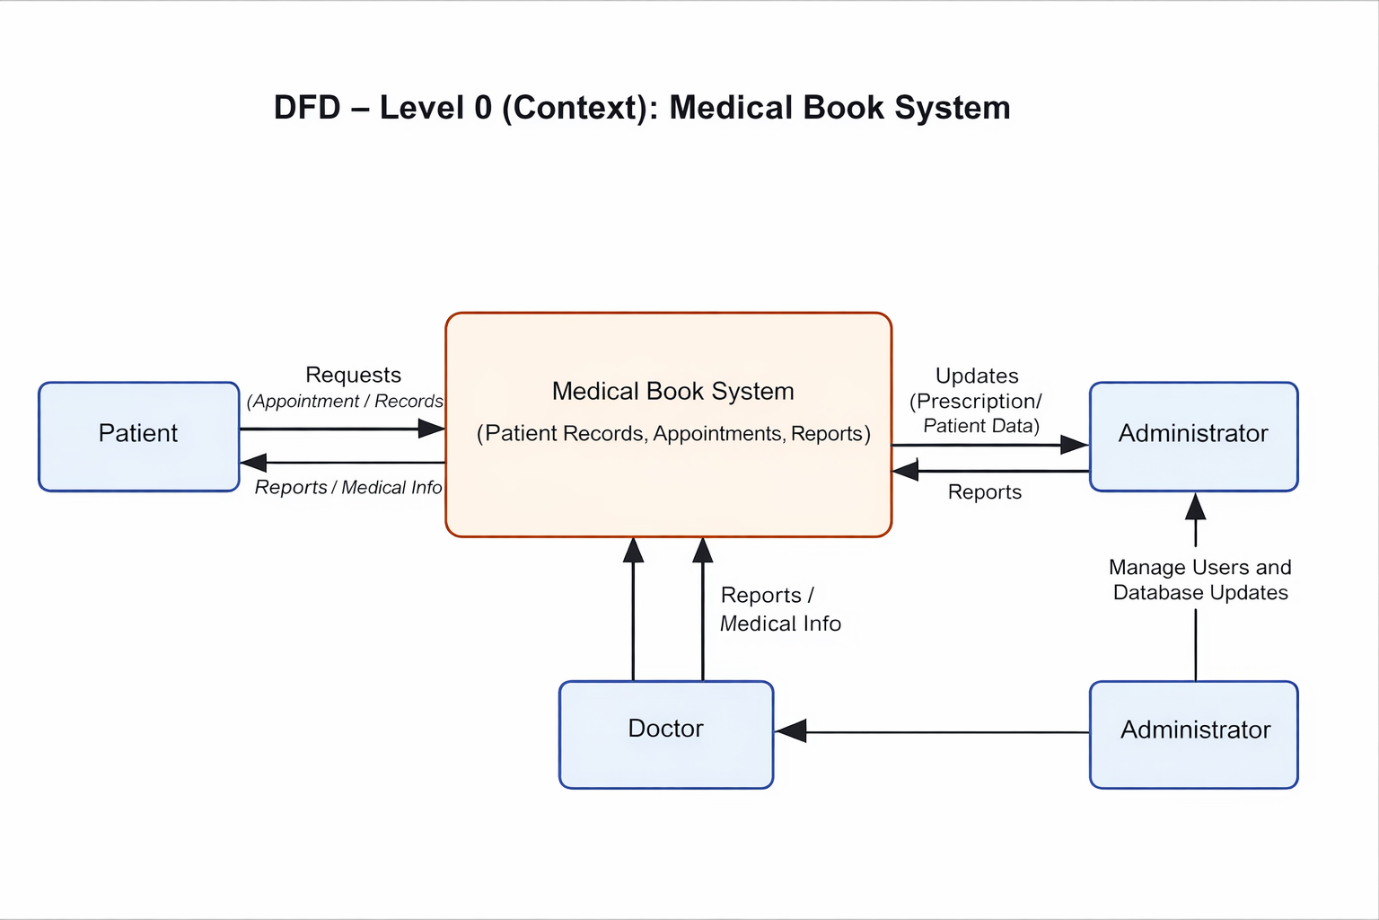 DFD – Level 0 (Context): Medical Book System
Requests
(Appointment / Records
Patient
Reports / Medical Info
Medical Book System
(Patient Records, Appointments, Reports)
Updates
(Prescription/
Patient Data)
Administrator
Reports
Manage Users and
Database Updates
Reports /
Medical Info
Doctor
Administrator